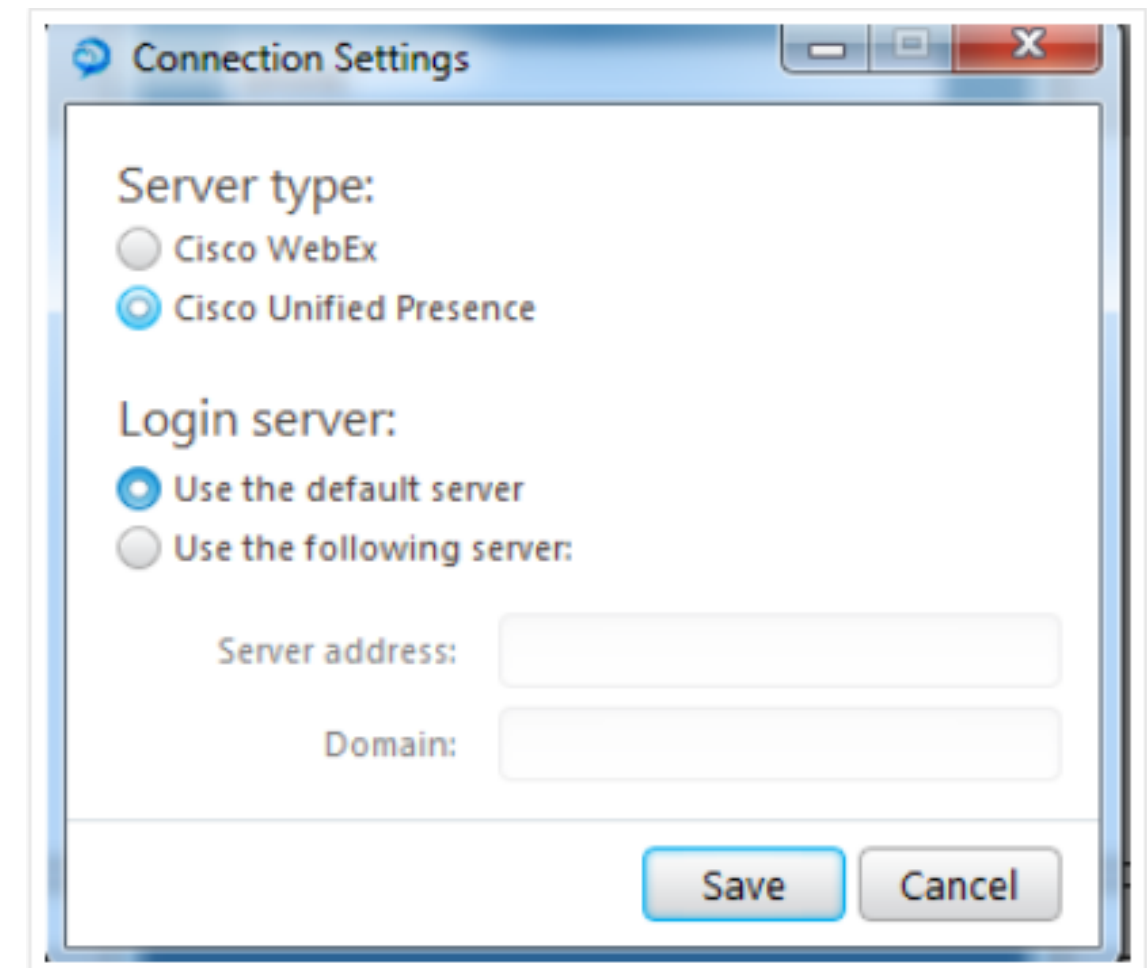 Connection Settings
Server type:
Cisco WebEx
Cisco Unified Presence
Login server:
Use the default server
Use the following server:
Server address:
Domain:
Save Cancel